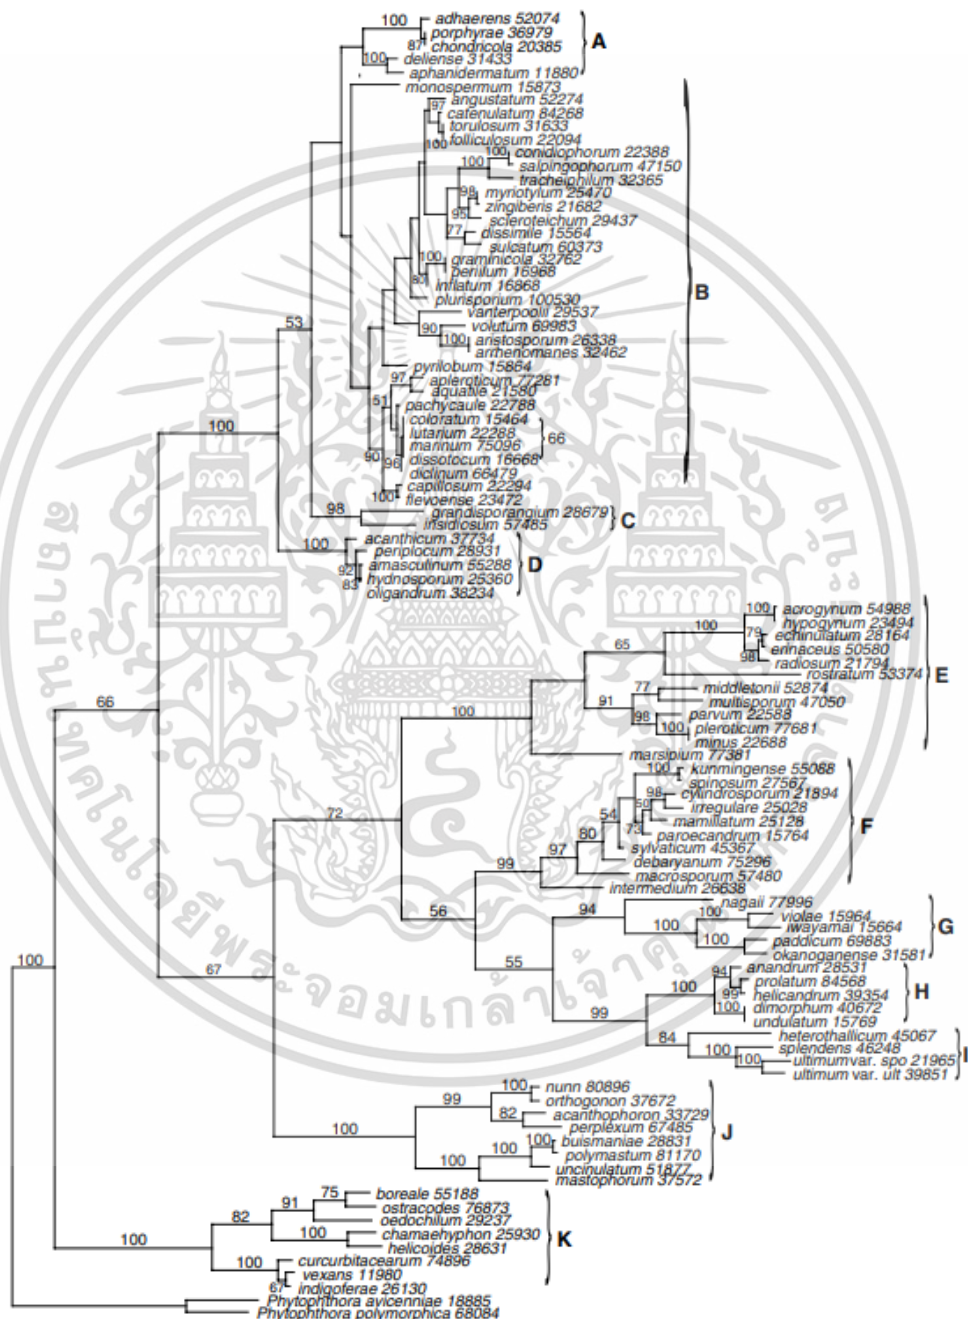 100 adhaerens 52074
porphyrae 36979
87 chondricola 20385
A
100 deliense 31433
aphanidermatum 11880
monospermum 15873
angustatum 52274
97 catenulatum 84268
torulosum 31633
100 folliculosum 22094
100 conidiophorum 22388
100 salpingophorum 47150
tracheiphilum 32365
98 myriotylum 25470
zingiberis 21682
95 scleroteichum 29437
77 dissimile 15564
sulcatum 60373
100 graminicola 32762
periilum 16968
80 inflatum 16868
plurisporium 100530
B
vanterpoolii 29537
90 volutum 69983
100 aristosporum 26338
arrhenomanes 32462
53
pyrilobum 15864
97 apleroticum 77281
aquatile 21580
51 pachycaule 22788
coloratum 15464
lutarium 22288
66
marinum 75096
90 96 dissotocum 16668
diclinum 66479
capillosum 22294
100 flevoense 23472
100
98 grandisporangium 28679
insidiosum 57485
C
acanthicum 37734
100 periplocum 28931
92 amasculinum 55288
D
83 hydnosporum 25360
oligandrum 38234
100 acrogynum 54988
hypogynum 23494
100 79 echinulatum 28164
98 erinaceus 50580
radiosum 21794
65 rostratum 53374
E
77 middletonii 52874
91 multisporum 47050
98 parvum 22588
100 pleroticum 77681
minus 22688
66
100
marsipium 77381
100 kunmingense 55088
spinosum 27567
98 cylindrosporum 21894
50 irregulare 25028
54 mamillatum 25128
73 paroecandrum 15764
F
72
80 sylvaticum 45367
97 debaryanum 75296
99 macrosporum 57480
intermedium 26638
56
94 nagaii 77996
100 violae 15964
100 iwayamai 15664
G
100 paddicum 69883
okanoganense 31581
55
94 anandrum 28531
100 prolatum 84568
99 helicandrum 39354
H
100 dimorphum 40672
undulatum 15769
99
84 heterothallicum 45067
100 splendens 46248
100 ultimum var. spo 21965
ultimum var. ult 39851
I
100
67
100 nunn 80896
99 orthogonon 37672
acanthophoron 33729
82 perplexum 67485
J
100
100 buismaniae 28831
100 polymastum 81170
100 uncinulatum 51877
mastophorum 37572
75 boreale 55188
91 ostracodes 76873
82 oedochilum 29237
100 chamaehyphon 25930
helicoides 28631
K
100
100 curcurbitacearum 74896
vexans 11980
67 indigoferae 26130
Phytophthora avicenniae 18885
Phytophthora polymorphica 68084